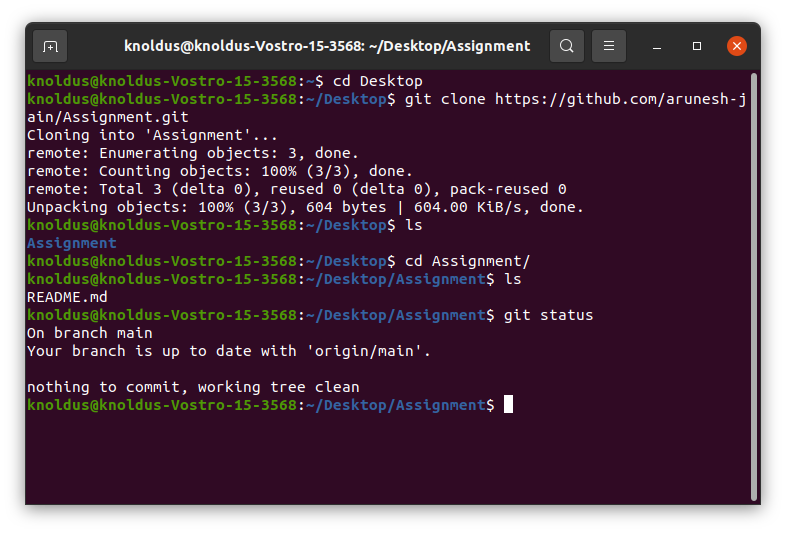 knoldus@knoldus-Vostro-15-3568: ~/Desktop/Assignment
knoldus@knoldus-Vostro-15-3568:~$ cd Desktop
knoldus@knoldus-Vostro-15-3568:~/Desktop$ git clone https://github.com/arunesh-j
ain/Assignment.git
Cloning into 'Assignment'...
remote: Enumerating objects: 3, done.
remote: Counting objects: 100% (3/3), done.
remote: Total 3 (delta 0), reused 0 (delta 0), pack-reused 0
Unpacking objects: 100% (3/3), 604 bytes | 604.00 KiB/s, done.
knoldus@knoldus-Vostro-15-3568:~/Desktop$ ls
Assignment
knoldus@knoldus-Vostro-15-3568:~/Desktop$ cd Assignment/
knoldus@knoldus-Vostro-15-3568:~/Desktop/Assignment$ ls
README.md
knoldus@knoldus-Vostro-15-3568:~/Desktop/Assignment$ git status
On branch main
Your branch is up to date with 'origin/main'.
nothing to commit, working tree clean
knoldus@knoldus-Vostro-15-3568:~/Desktop/Assignment$